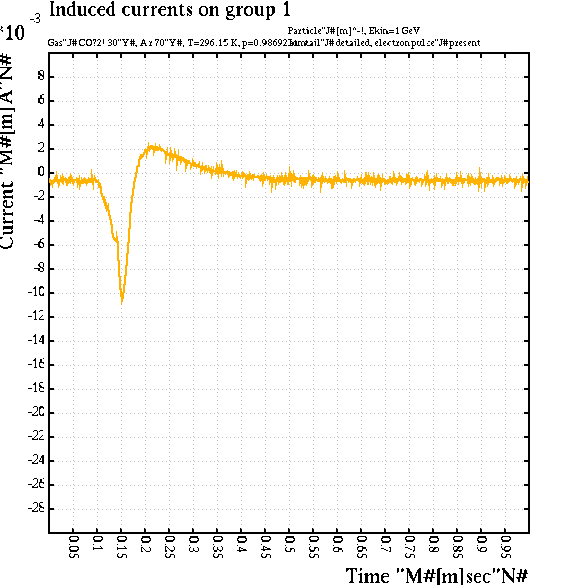 Induced currents on group 1
*10 -3
Particle"J#[m]^-!, Ekin=1 GeV
Gas"J#CO?2! 30"Y#, Ar 70"Y#, T=296.15 K, p=0.9869
"J#detailed, electron pulse"J#present
Current "M#[m]A"N#
8
6
4
2
0
-2
-4
-6
-8
-10
-12
-14
-16
-18
-20
-22
-24
-26
-28
0.05 0.1 0.15 0.2 0.25 0.3 0.35 0.4 0.45 0.5 0.55 0.6 0.65 0.7 0.75 0.8 0.85 0.9 0.95
Time "M#[m]sec"N#